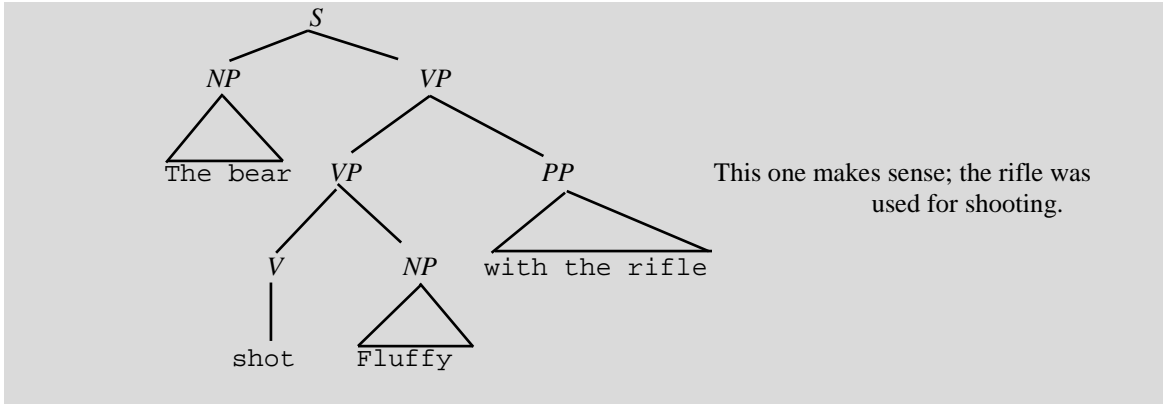 S
NP VP
The bear VP PP This one makes sense; the rifle was
used for shooting.
V NP with the rifle
shot Fluffy